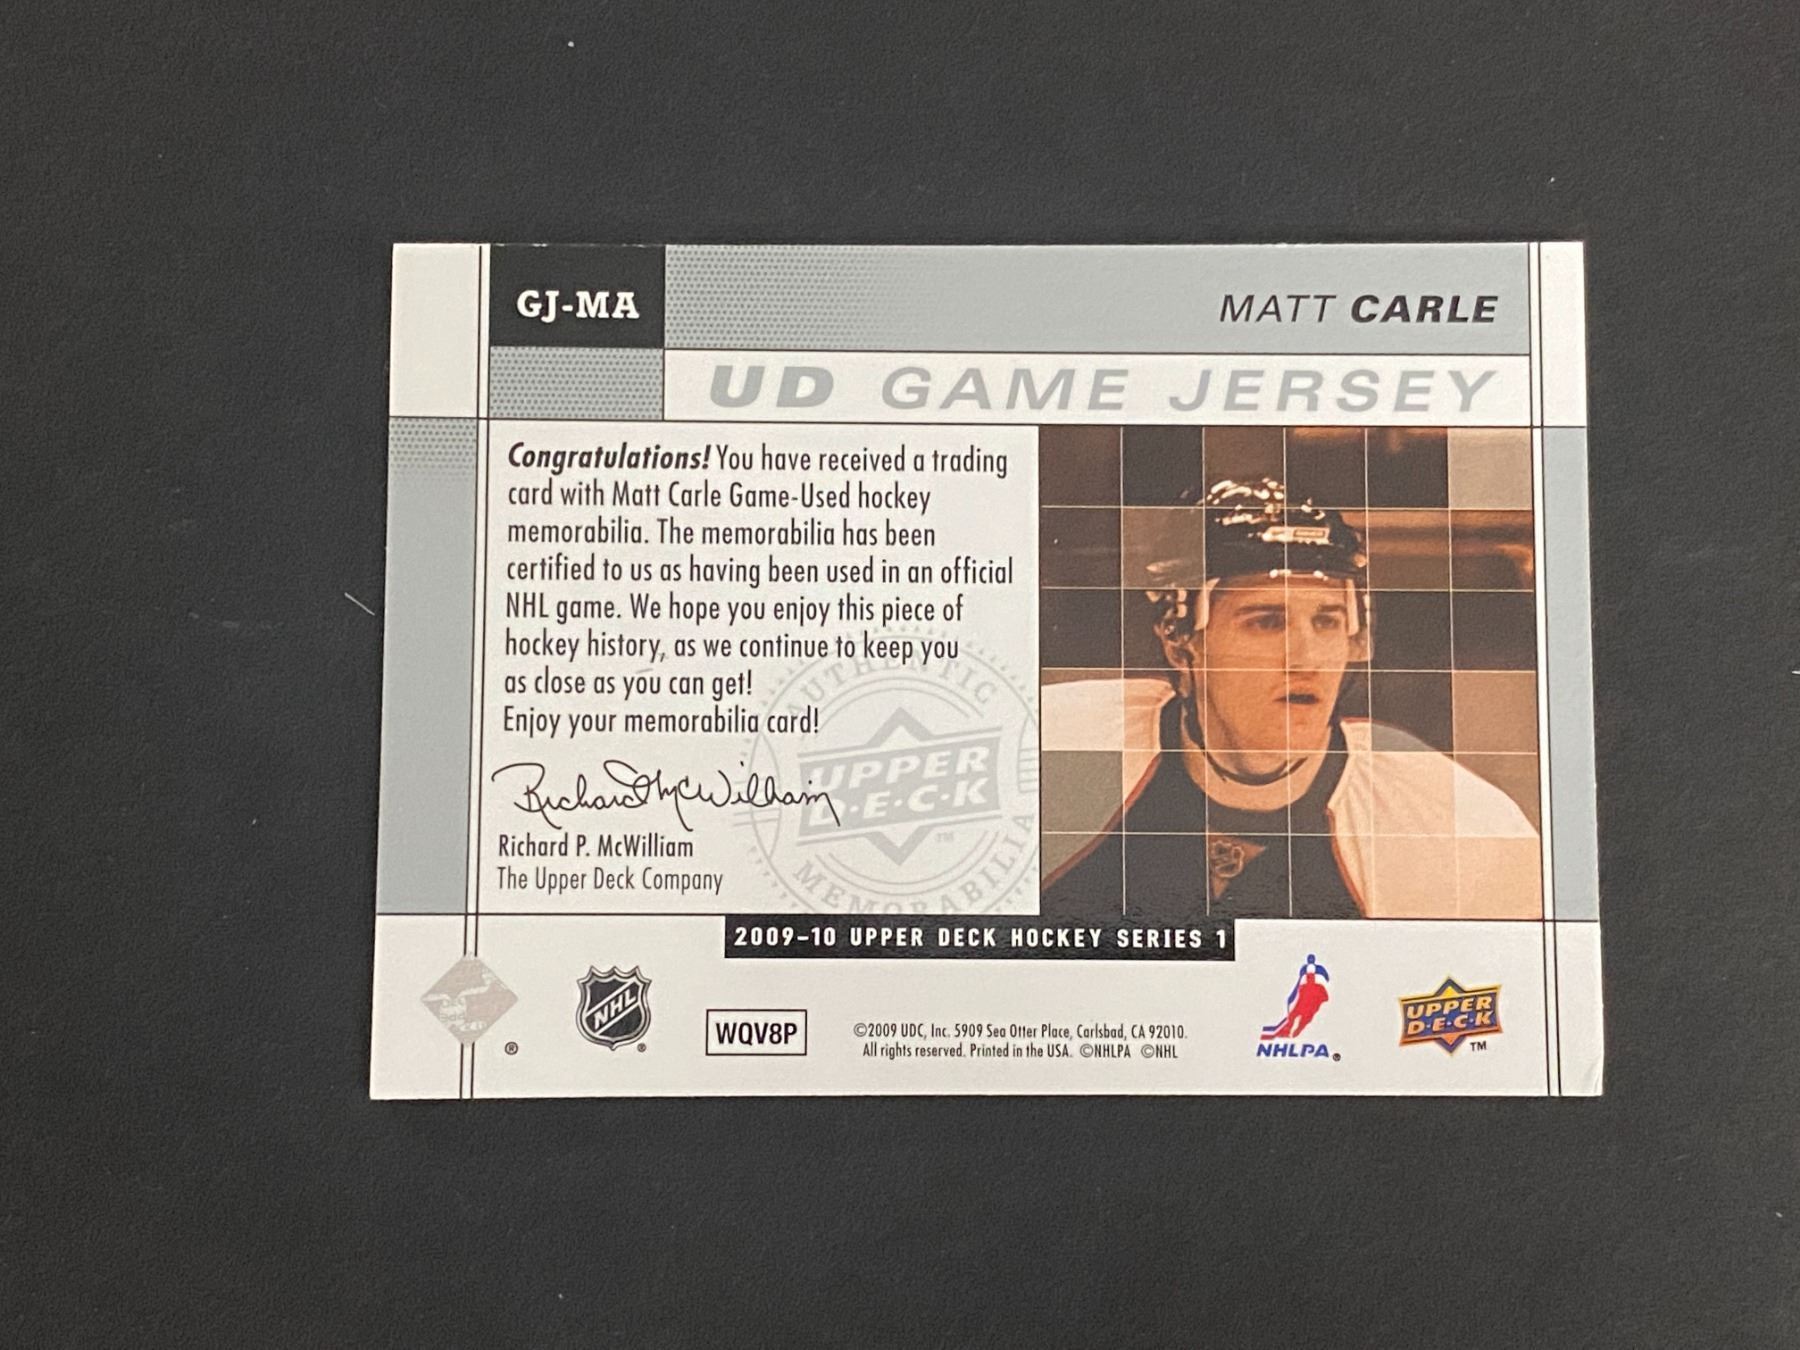 GJ-MA
MATT CARLE
UD GAME JERSEY
Congratulations! You have received a trading
card with Matt Carle Game-Used hockey
memorabilia. The memorabilia has been
certified to us as having been used in an official
NHL game. We hope you enjoy this piece of
hockey history, as we continue to keep you
as close as you can get!
Enjoy your memorabilia card!
AUTHENTIC
UPPER
D·E·C·K
TM
MEMORABILIA
Richard McWilliam
Richard P. McWilliam
The Upper Deck Company
2009-10 UPPER DECK HOCKEY SERIES 1
®
NHL
®
WQV8P
©2009 UDC, Inc. 5909 Sea Otter Place, Carlsbad, CA 92010.
All rights reserved. Printed in the USA. ©NHLPA ©NHL
NHLPA®
UPPER
D·E·C·K
TM